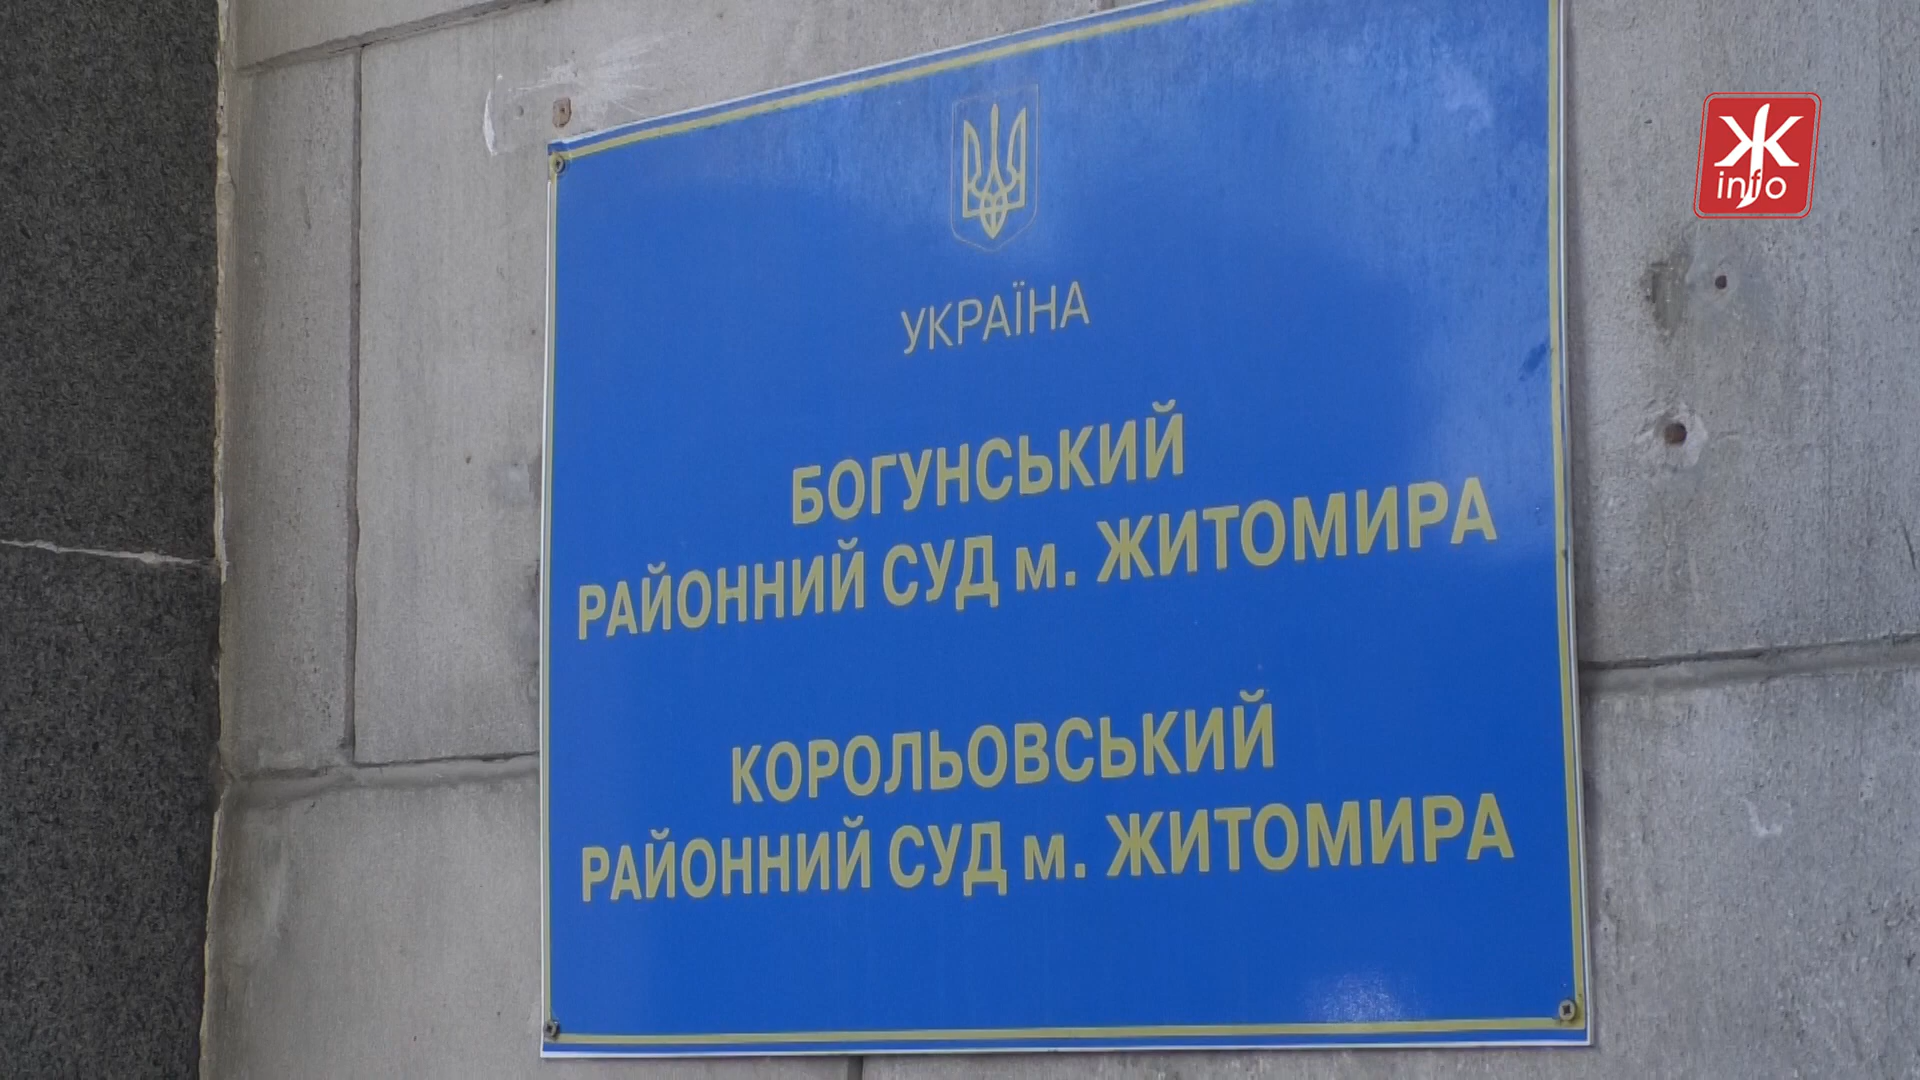 Ж
info
УКРАЇНА
БОГУНСЬКИЙ
РАЙОННИЙ СУД м. ЖИТОМИРА
КОРОЛЬОВСЬКИЙ
РАЙОННИЙ СУД м. ЖИТОМИРА